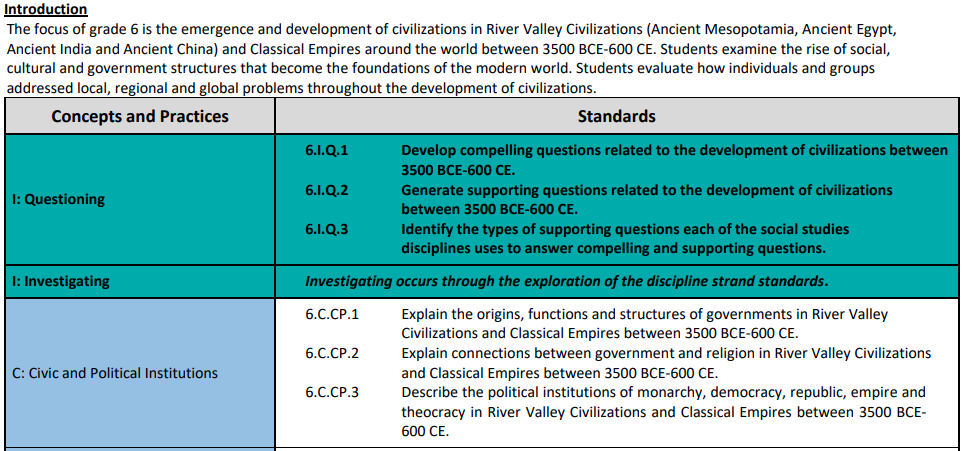 Introduction
The focus of grade 6 is the emergence and development of civilizations in River Valley Civilizations (Ancient Mesopotamia, Ancient Egypt,
Ancient India and Ancient China) and Classical Empires around the world between 3500 BCE-600 CE. Students examine the rise of social,
cultural and government structures that become the foundations of the modern world. Students evaluate how individuals and groups
addressed local, regional and global problems throughout the development of civilizations.
Concepts and Practices Standards
I: Questioning
6.I.Q.1 Develop compelling questions related to the development of civilizations between
3500 BCE-600 CE.
6.I.Q.2 Generate supporting questions related to the development of civilizations
between 3500 BCE-600 CE.
6.I.Q.3 Identify the types of supporting questions each of the social studies
disciplines uses to answer compelling and supporting questions.
I: Investigating Investigating occurs through the exploration of the discipline strand standards.
C: Civic and Political Institutions
6.C.CP.1 Explain the origins, functions and structures of governments in River Valley
Civilizations and Classical Empires between 3500 BCE-600 CE.
6.C.CP.2 Explain connections between government and religion in River Valley Civilizations
and Classical Empires between 3500 BCE-600 CE.
6.C.CP.3 Describe the political institutions of monarchy, democracy, republic, empire and
theocracy in River Valley Civilizations and Classical Empires between 3500 BCE-
600 CE.